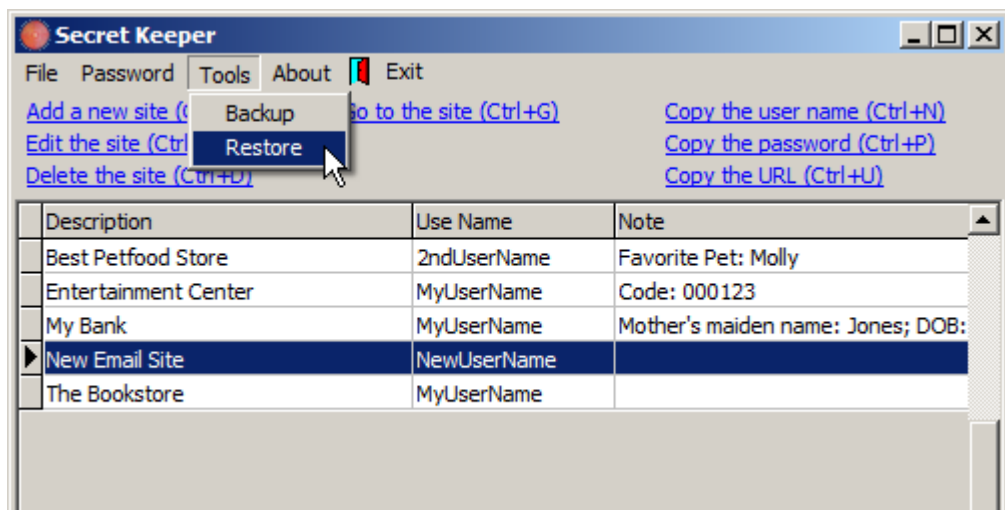 Secret Keeper
File Password Tools About Exit
Add a new site ( o to the site (Ctrl+G) Copy the user name (Ctrl+N)
Backup
Edit the site (Ctrl Copy the password (Ctrl+P)
Restore
Delete the site (Ctrl+D) Copy the URL (Ctrl+U)
Description Use Name Note
Best Petfood Store 2ndUserName Favorite Pet: Molly
Entertainment Center MyUserName Code: 000123
My Bank MyUserName Mother's maiden name: Jones; DOB:
New Email Site NewUserName
The Bookstore MyUserName